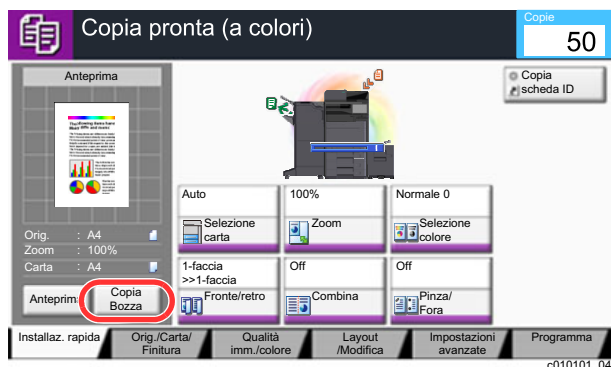 Copia pronta (a colori)
Copie
50
Anteprima
Copia
scheda ID
Orig. : A4
Zoom : 100%
Carta : A4
Anteprim
Copia
Bozza
Auto
Selezione
carta
100%
Zoom
Normale 0
Selezione
colore
1-faccia
>>1-faccia
Fronte/retro
Off
Combina
Off
Pinza/
Fora
Installaz. rapida
Orig./Carta/
Finitura
Qualità
imm./colore
Layout
/Modifica
Impostazioni
avanzate
Programma
c010101_04